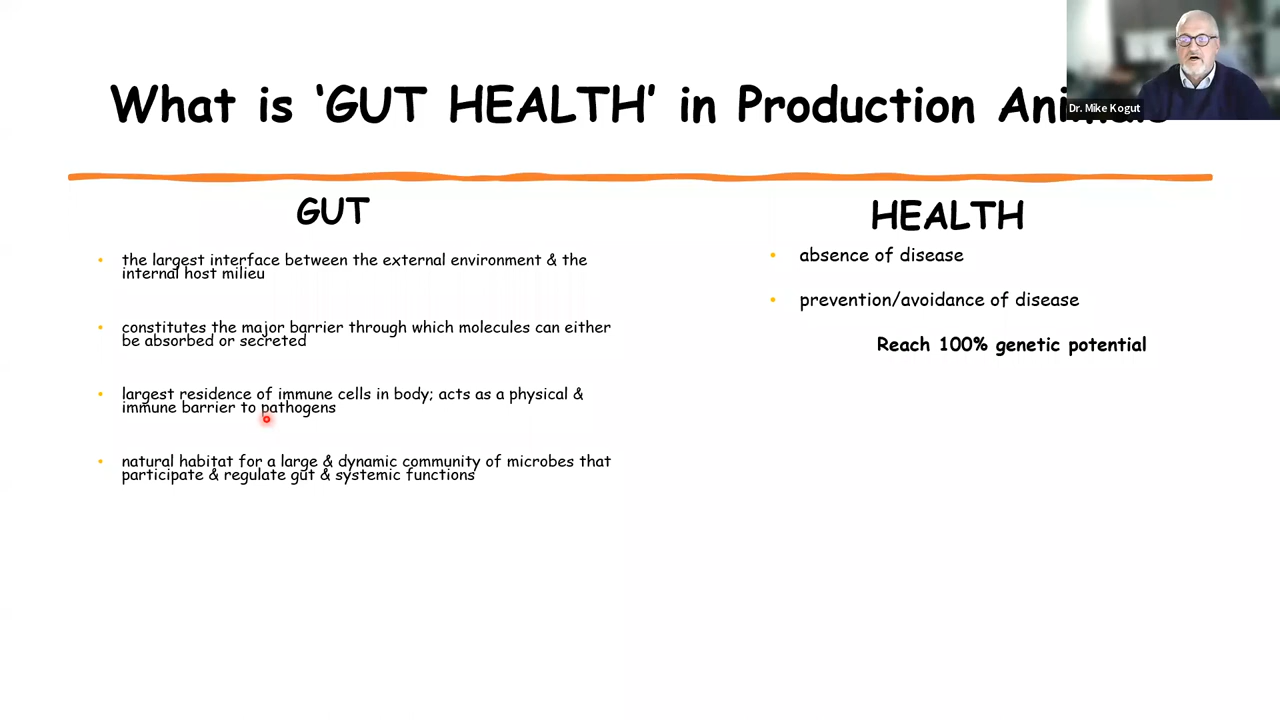 What is ‘GUT HEALTH’ in Production
Dr. Mike Kogut
GUT
• the largest interface between the external environment & the
internal host milieu
• constitutes the major barrier through which molecules can either
be absorbed or secreted
• largest residence of immune cells in body; acts as a physical &
immune barrier to pathogens
• natural habitat for a large & dynamic community of microbes that
participate & regulate gut & systemic functions
HEALTH
• absence of disease
• prevention/avoidance of disease
Reach 100% genetic potential